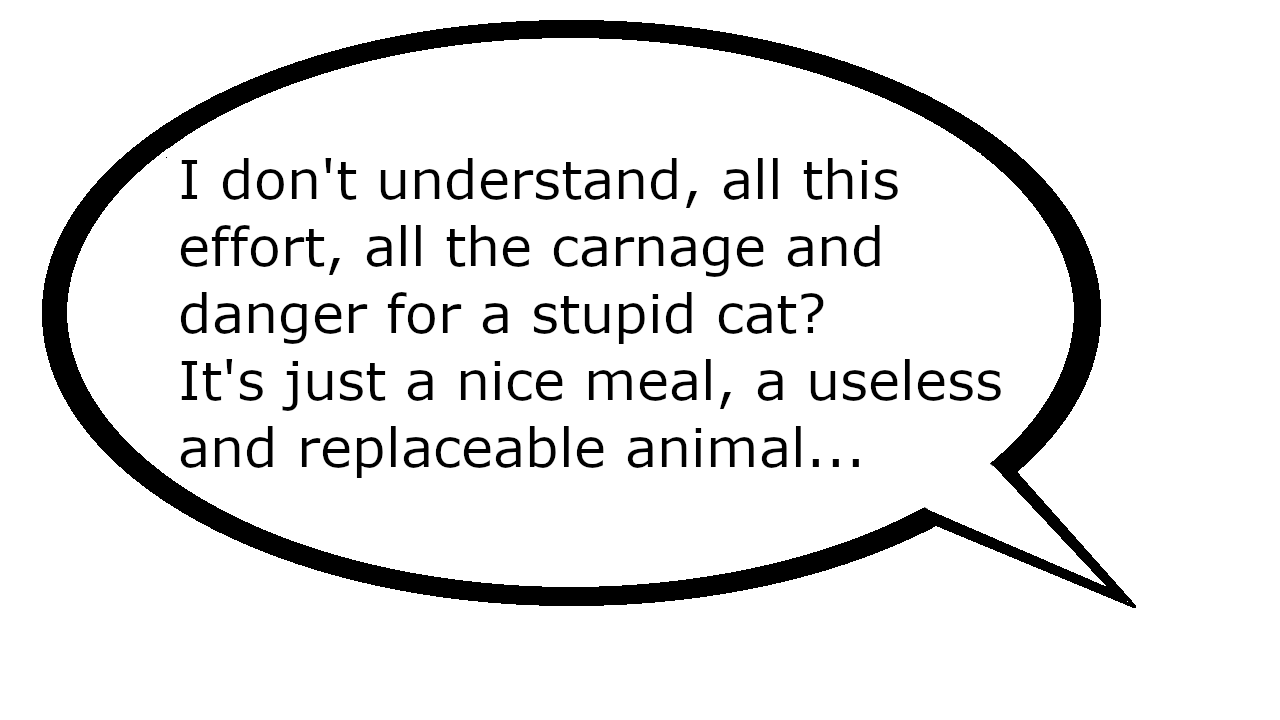 I don't understand, all this
effort, all the carnage and
danger for a stupid cat?
It's just a nice meal, a useless
and replaceable animal...